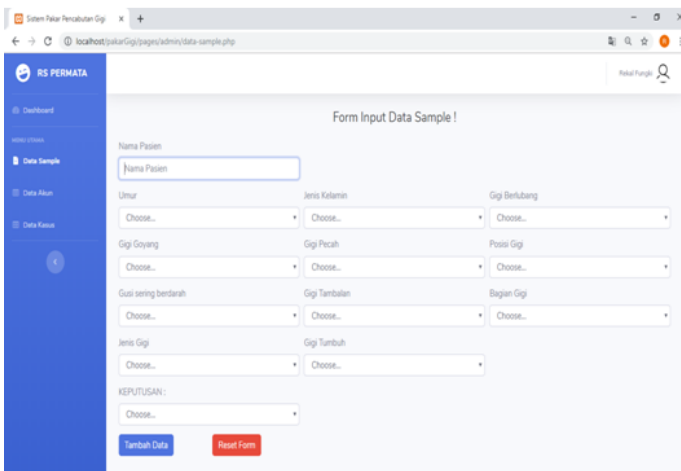 Sistem Pakar Pencabutan Gigi
localhost/pakarGigi/pages/admin/data-sample.php
RS PERMATA
Rekal Fungki
Dashboard
MENU UTAMA
Data Sample
Data Akun
Data Kasus
Form Input Data Sample !
Nama Pasien
Nama Pasien
Umur Jenis Kelamin Gigi Berlubang
Choose... Choose... Choose...
Gigi Goyang Gigi Pecah Posisi Gigi
Choose... Choose... Choose...
Gusi sering berdarah Gigi Tambalan Bagian Gigi
Choose... Choose... Choose...
Jenis Gigi Gigi Tumbuh
Choose... Choose...
KEPUTUSAN :
Choose...
Tambah Data Reset Form